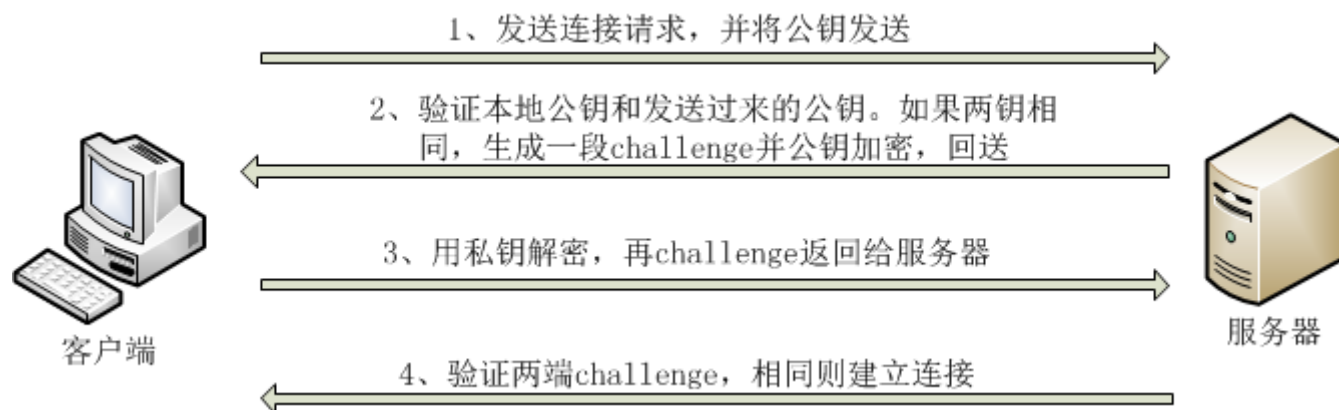 1、发送连接请求，并将公钥发送
2、验证本地公钥和发送过来的公钥。如果两钥相
同，生成一段challenge并公钥加密，回送
3、用私钥解密，再challenge返回给服务器
客户端
服务器
4、验证两端challenge，相同则建立连接